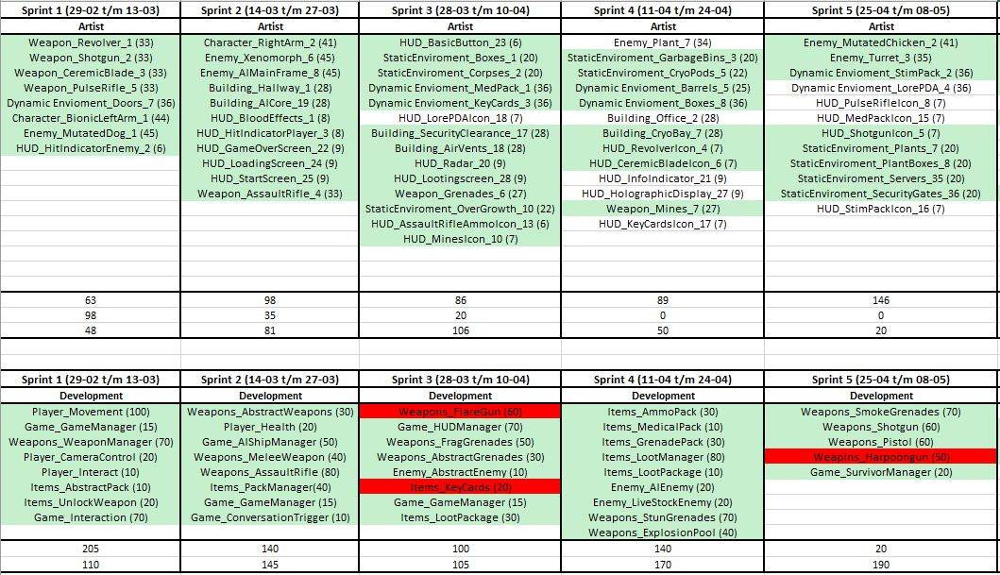 Sprint 1 (29-02 t/m 13-03) Sprint 2 (14-03 t/m 27-03) Sprint 3 (28-03 t/m 10-04) Sprint 4 (11-04 t/m 24-04) Sprint 5 (25-04 t/m 08-05)
Artist Artist Artist Artist Artist
Weapon_Revolver_1 (33) Character_RightArm_2 (41) HUD_BasicButton_23 (6) Enemy_Plant_7 (34) Enemy_MutatedChicken_2 (41)
Weapon_Shotgun_2 (33) Enemy_Xenomorph_6 (45) StaticEnviroment_Boxes_1 (20) StaticEnviroment_GarbageBins_3 (20) Enemy_Turret_3 (35)
Weapon_CeremicBlade_3 (33) Enemy_AIMainFrame_8 (45) StaticEnviroment_Corpses_2 (20) StaticEnviroment_CryoPods_5 (22) Dynamic Envioment_StimPack_2 (36)
Weapon_PulseRifle_5 (33) Building_Hallway_1 (28) Dynamic Envioment_MedPack_1 (36) Dynamic Envioment_Barrels_5 (25) Dynamic Envioment_LorePDA_4 (36)
Dynamic Envioment_Doors_7 (36) Building_AICore_19 (28) Dynamic Envioment_KeyCards_3 (36) Dynamic Envioment_Boxes_8 (36) HUD_PulseRifleIcon_8 (7)
Character_BionicLeftArm_1 (44) HUD_BloodEffects_1 (8) HUD_LorePDAIcon_18 (7) Building_Office_2 (28) HUD_MedPackIcon_15 (7)
Enemy_MutatedDog_1 (45) HUD_HitIndicatorPlayer_3 (8) Building_SecurityClearance_17 (28) Building_CryoBay_7 (28) HUD_ShotgunIcon_5 (7)
HUD_HitIndicatorEnemy_2 (6) HUD_GameOverScreen_22 (9) Building_AirVents_18 (28) HUD_RevolverIcon_4 (7) StaticEnviroment_Plants_7 (20)
HUD_LoadingScreen_24 (9) HUD_Radar_20 (9) HUD_CeremicBladeIcon_6 (7) StaticEnviroment_PlantBoxes_8 (20)
HUD_StartScreen_25 (9) HUD_Lootingscreen_28 (9) HUD_InfoIndicator_21 (9) StaticEnviroment_Servers_35 (20)
Weapon_AssaultRifle_4 (33) Weapon_Grenades_6 (27) HUD_HolographicDisplay_27 (9) StaticEnviroment_SecurityGates_36 (20)
StaticEnviroment_OverGrowth_10 (22) Weapon_Mines_7 (27) HUD_StimPackIcon_16 (7)
HUD_AssaultRifleAmmoIcon_13 (6) HUD_KeyCardsIcon_17 (7)
HUD_MinesIcon_10 (7)
63 98 86 89 146
98 35 20 0 0
48 81 106 50 20
Sprint 1 (29-02 t/m 13-03) Sprint 2 (14-03 t/m 27-03) Sprint 3 (28-03 t/m 10-04) Sprint 4 (11-04 t/m 24-04) Sprint 5 (25-04 t/m 08-05)
Development Development Development Development Development
Player_Movement (100) Weapons_AbstractWeapons (30) Weapons_FlareGun (60) Items_AmmoPack (30) Weapons_SmokeGrenades (70)
Game_GameManager (15) Player_Health (20) Game_HUDManager (70) Items_MedicalPack (10) Weapons_Shotgun (60)
Weapons_WeaponManager (70) Game_AIShipManager (50) Weapons_FragGrenades (50) Items_GrenadePack (30) Weapons_Pistol (60)
Player_CameraControl (20) Weapons_MeleeWeapon (40) Weapons_AbstractGrenades (30) Items_LootManager (80) Weapins_Harpoongun (50)
Player_Interact (10) Weapons_AssaultRifle (80) Enemy_AbstractEnemy (10) Items_LootPackage (10) Game_SurvivorManager (20)
Items_AbstractPack (10) Items_PackManager(40) Items_KeyCards (20) Enemy_AIEnemy (20)
Items_UnlockWeapon (20) Game_GameManager (15) Game_GameManager (15) Enemy_LiveStockEnemy (20)
Game_Interaction (70) Game_ConversationTrigger (10) Items_LootPackage (30) Weapons_StunGrenades (70)
Weapons_ExplosionPool (40)
205 140 100 140 20
110 145 105 170 190